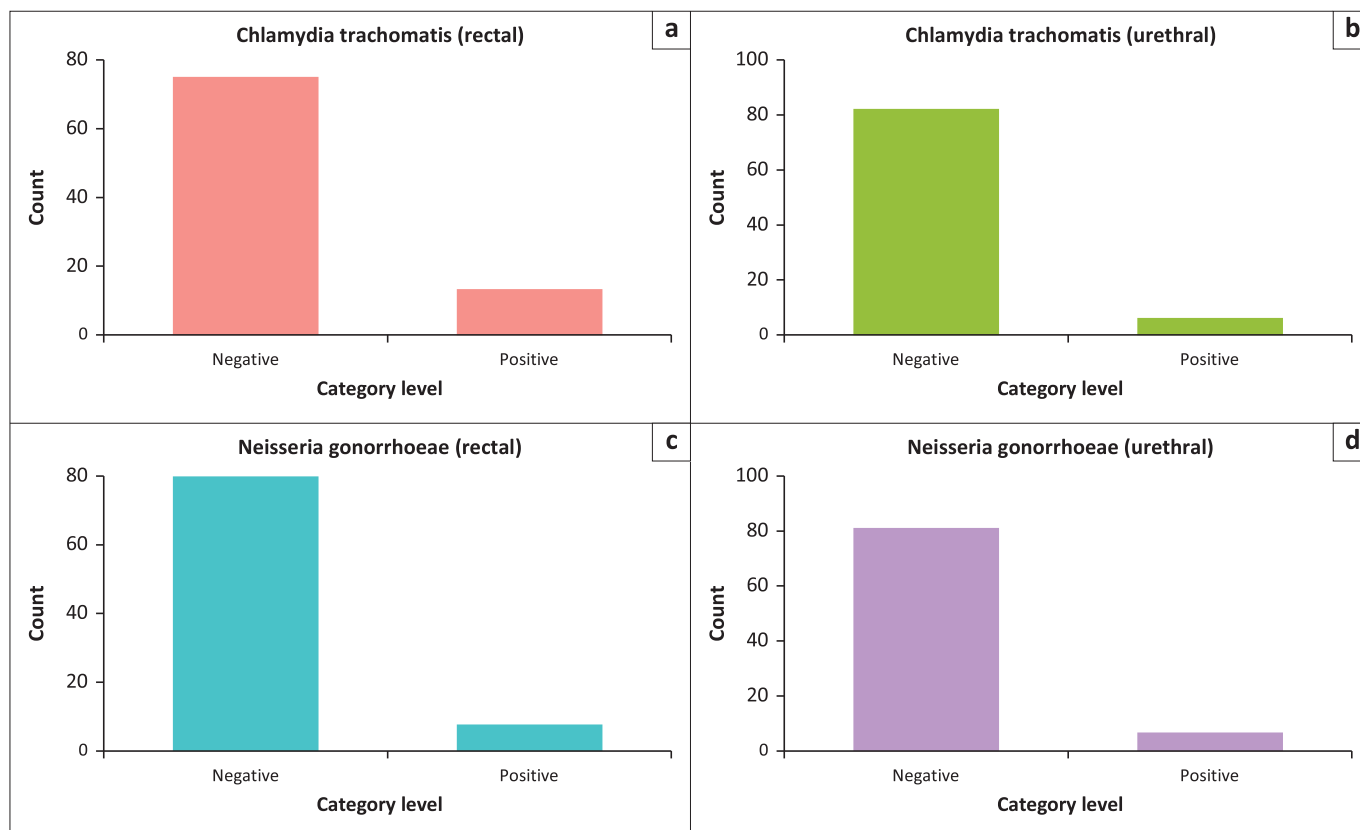 Chlamydia trachomatis (rectal)
a
80
60
40
20
0
Count
Negative
Positive
Category level
Chlamydia trachomatis (urethral)
b
100
80
60
40
20
0
Count
Negative
Positive
Category level
Neisseria gonorrhoeae (rectal)
c
80
60
40
20
0
Count
Negative
Positive
Category level
Neisseria gonorrhoeae (urethral)
d
100
80
60
40
20
0
Count
Negative
Positive
Category level